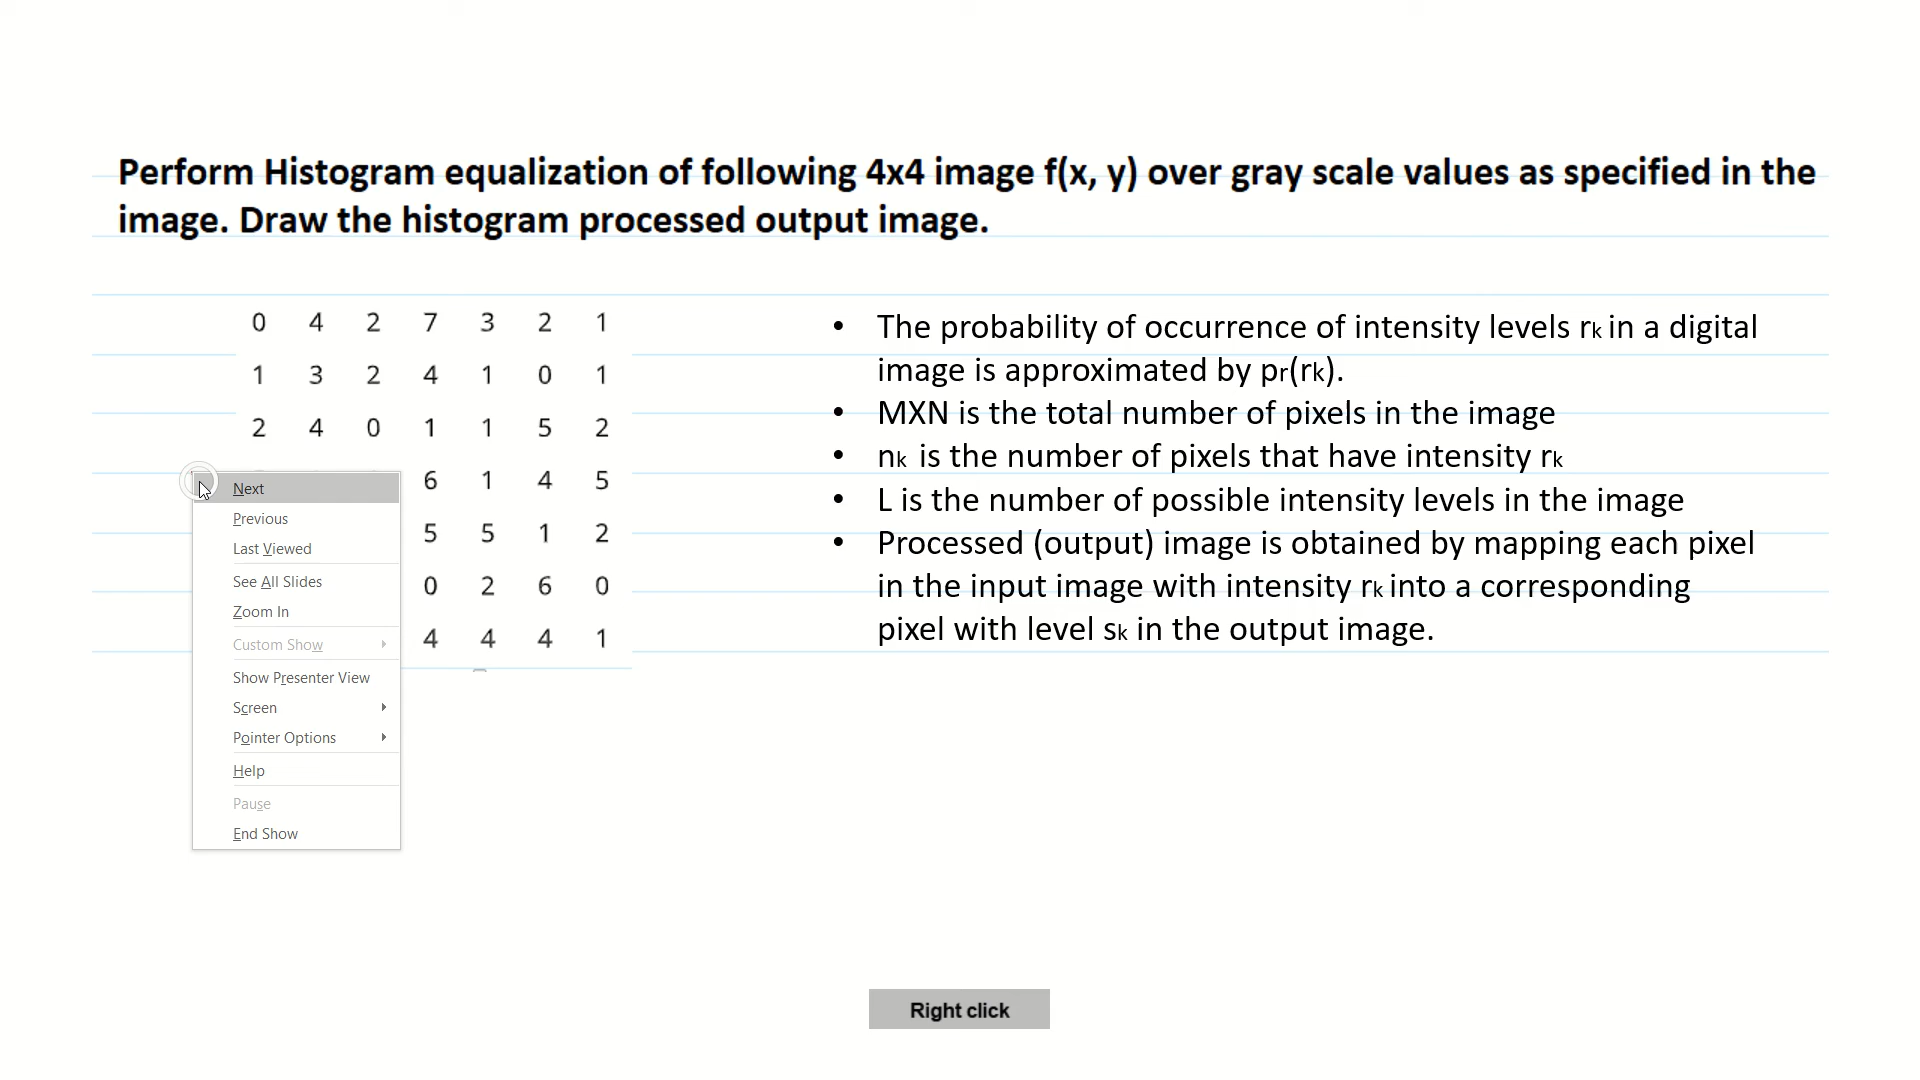 Perform Histogram equalization of following 4x4 image f(x, y) over gray scale values as specified in the
image. Draw the histogram processed output image.
0 4 2 7 3 2 1
1 3 2 4 1 0 1
2 4 0 1 1 5 2
6 1 4 5
5 5 1 2
0 2 6 0
4 4 4 1
Next
Previous
Last Viewed
See All Slides
Zoom In
Custom Show
Show Presenter View
Screen
Pointer Options
Help
Pause
End Show
• The probability of occurrence of intensity levels rk in a digital
image is approximated by pr(rk).
• MXN is the total number of pixels in the image
• nk is the number of pixels that have intensity rk
• L is the number of possible intensity levels in the image
• Processed (output) image is obtained by mapping each pixel
in the input image with intensity rk into a corresponding
pixel with level sk in the output image.
Right click